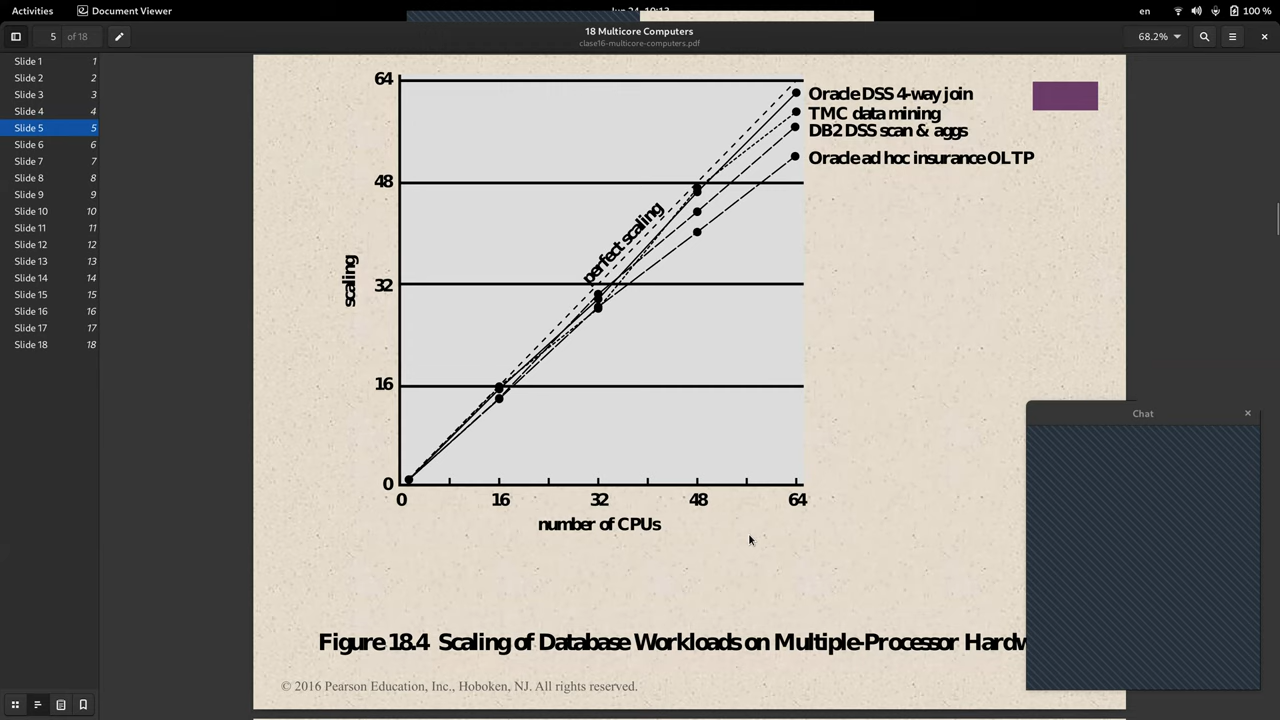 Activities Document Viewer en 100 %
5 of 18 18 Multicore Computers 68.2%
clase16-multicore-computers.pdf
Slide 1 1
Slide 2 2
Slide 3 3
Slide 4 4
Slide 5 5
Slide 6 6
Slide 7 7
Slide 8 8
Slide 9 9
Slide 10 10
Slide 11 11
Slide 12 12
Slide 13 13
Slide 14 14
Slide 15 15
Slide 16 16
Slide 17 17
Slide 18 18
64
48
32
16
0
scaling
perfect scaling
Oracle DSS 4-way join
TMC data mining
DB2 DSS scan & aggs
Oracle ad hoc insurance OLTP
0 16 32 48 64
number of CPUs
Figure 18.4 Scaling of Database Workloads on Multiple-Processor
© 2016 Pearson Education, Inc., Hoboken, NJ. All rights reserved.
Chat